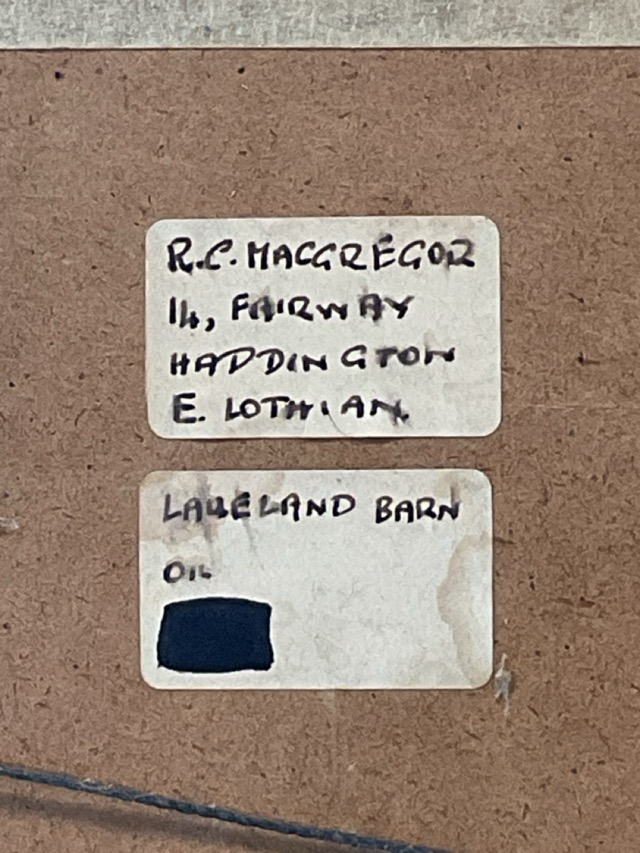 R.C. MACGREGOR
14, FAIRWAY
HADDINGTON
E. LOTHIAN.
LAKELAND BARN
OIL